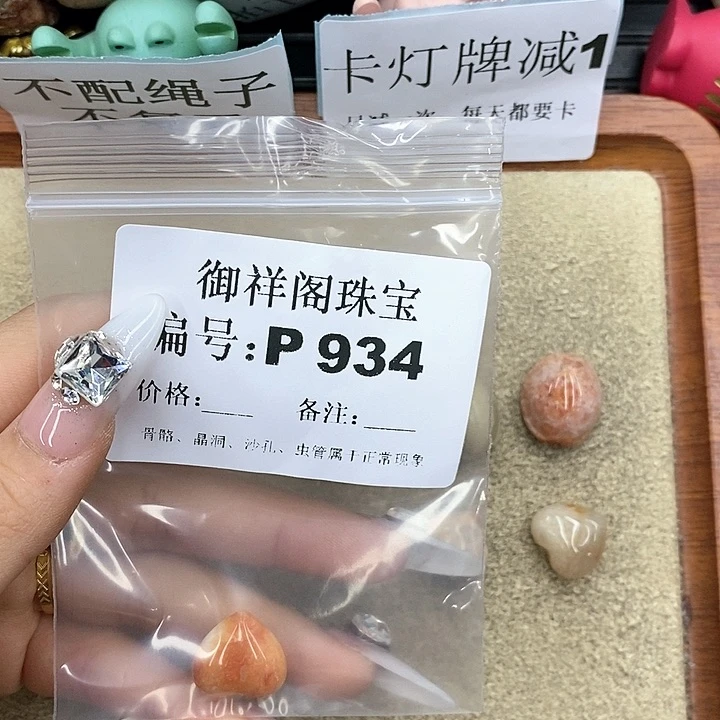 不配绳子
卡灯牌减1
每天都要卡
御祥阁珠宝
编号:P 934
价格:____ 备注:____
骨骼、晶洞、沙孔、虫管属于正常现象